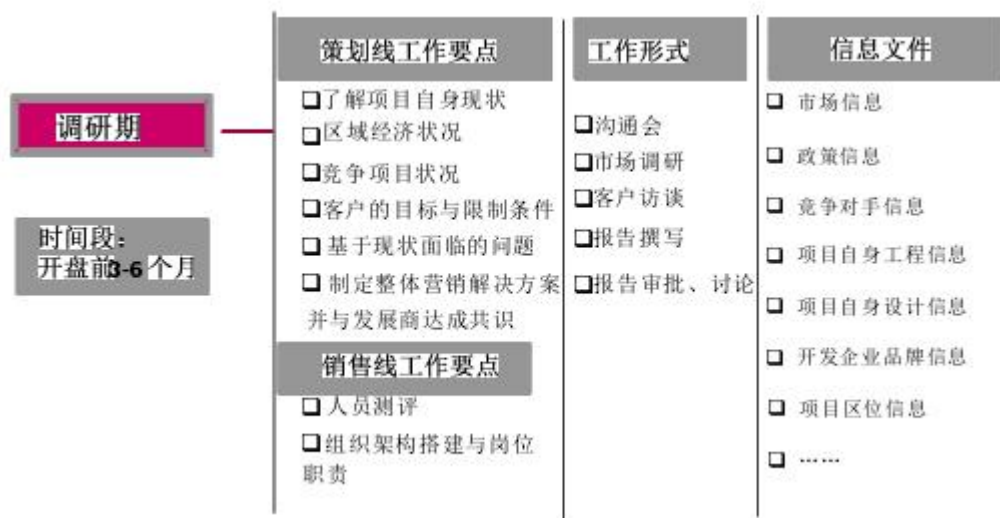 调研期
时间段：
开盘前3-6个月
策划线工作要点
❑了解项目自身现状
❑区域经济状况
❑竞争项目状况
❑客户的目标与限制条件
❑基于现状面临的问题
❑制定整体营销解决方案
并与发展商达成共识
销售线工作要点
❑人员测评
❑组织架构搭建与岗位
职责
工作形式
❑沟通会
❑市场调研
❑客户访谈
❑报告撰写
❑报告审批、讨论
信息文件
❑ 市场信息
❑ 政策信息
❑ 竞争对手信息
❑ 项目自身工程信息
❑ 项目自身设计信息
❑ 开发企业品牌信息
❑ 项目区位信息
❑ ……